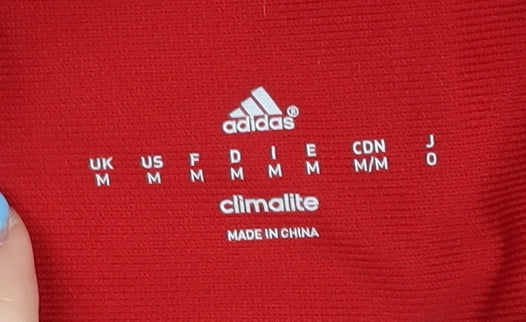 adidas®
UK US F D I E CDN J
M M M M M M M/M O
climalite
MADE IN CHINA